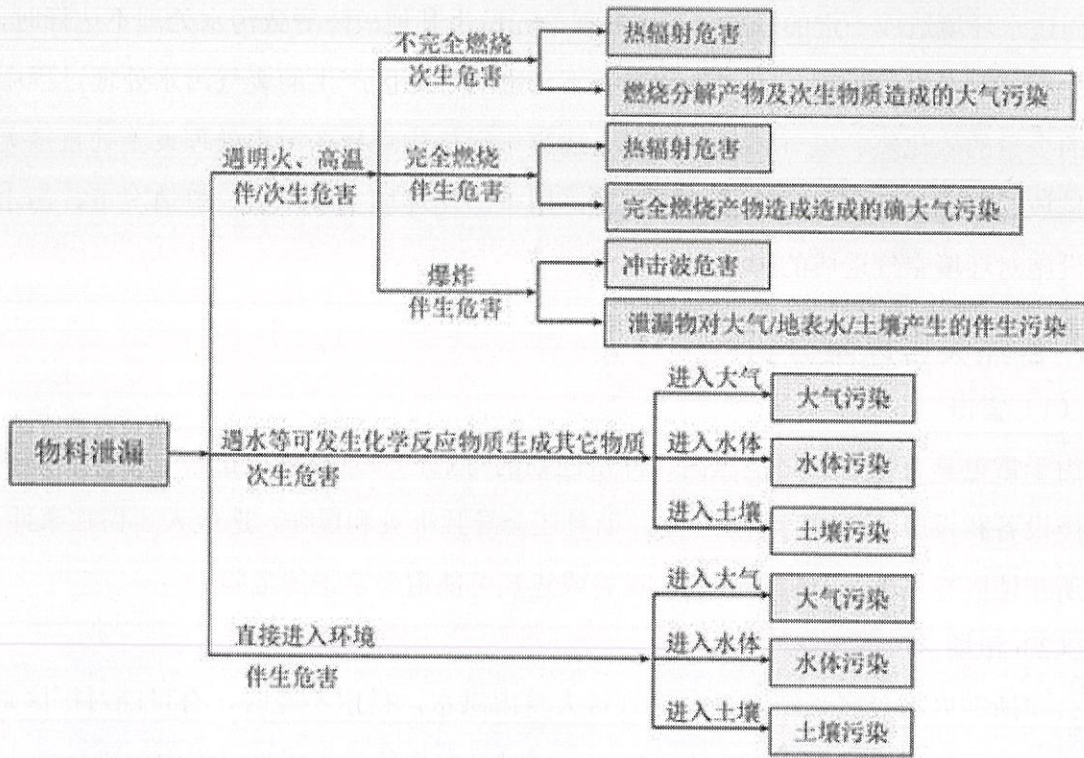 不完全燃烧
次生危害
热辐射危害
燃烧分解产物及次生物质造成的大气污染
遇明火、高温
伴/次生危害
完全燃烧
伴生危害
热辐射危害
完全燃烧产物造成造成的确大气污染
爆炸
伴生危害
冲击波危害
泄漏物对大气/地表水/土壤产生的伴生污染
物料泄漏
遇水等可发生化学反应物质生成其它物质
次生危害
进入大气
大气污染
进入水体
水体污染
进入土壤
土壤污染
直接进入环境
伴生危害
进入大气
大气污染
进入水体
水体污染
进入土壤
土壤污染